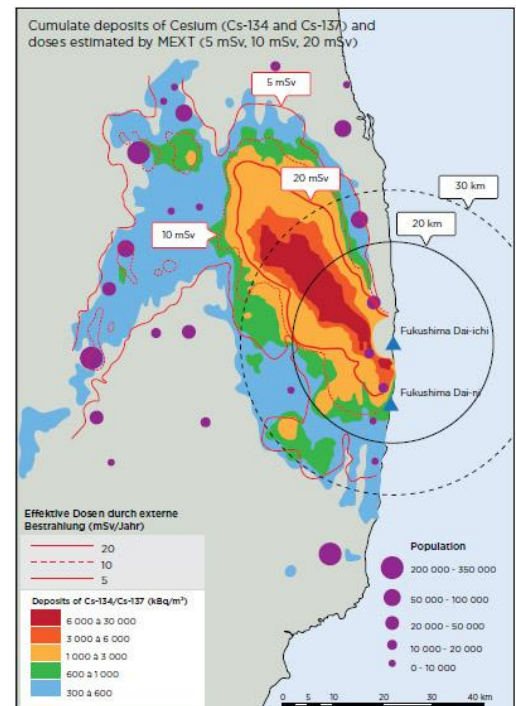 Cumulate deposits of Cesium (Cs-134 and Cs-137) and
doses estimated by MEXT (5 mSv, 10 mSv, 20 mSv)
5 mSv
20 mSv
30 km
20 km
10 mSv
Fukushima Dai-ichi
Fukushima Dai-ni
Effektive Dosen durch externe
Bestrahlung (mSv/Jahr)
20
10
5
Deposits of Cs-134/Cs-137 (kBq/m²)
6 000 à 30 000
3 000 à 6 000
1 000 à 3 000
600 à 1 000
300 à 600
Population
200 000 - 350 000
50 000 - 100 000
20 000 - 50 000
10 000 - 20 000
0 - 10 000
0 5 10 20 30 40 km